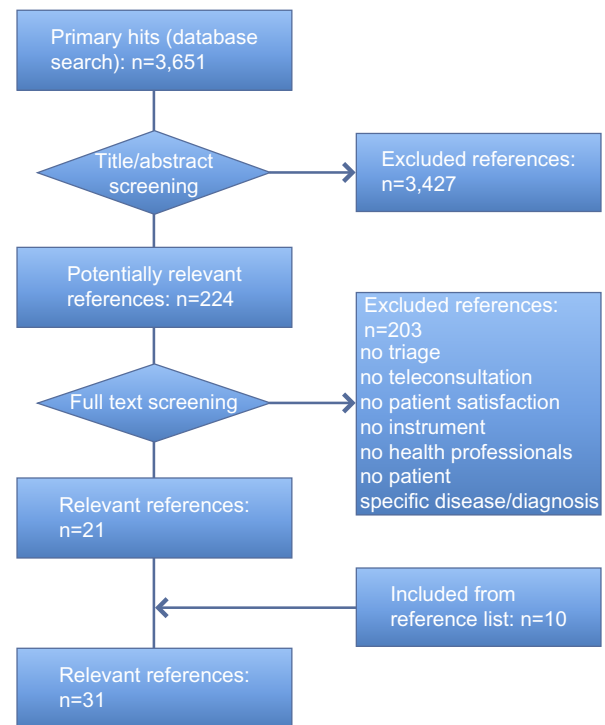 Primary hits (database
search): n=3,651
Title/abstract
screening
Excluded references:
n=3,427
Potentially relevant
references: n=224
Excluded references:
n=203
no triage
no teleconsultation
no patient satisfaction
no instrument
no health professionals
no patient
specific disease/diagnosis
Full text screening
Relevant references:
n=21
Included from
reference list: n=10
Relevant references:
n=31